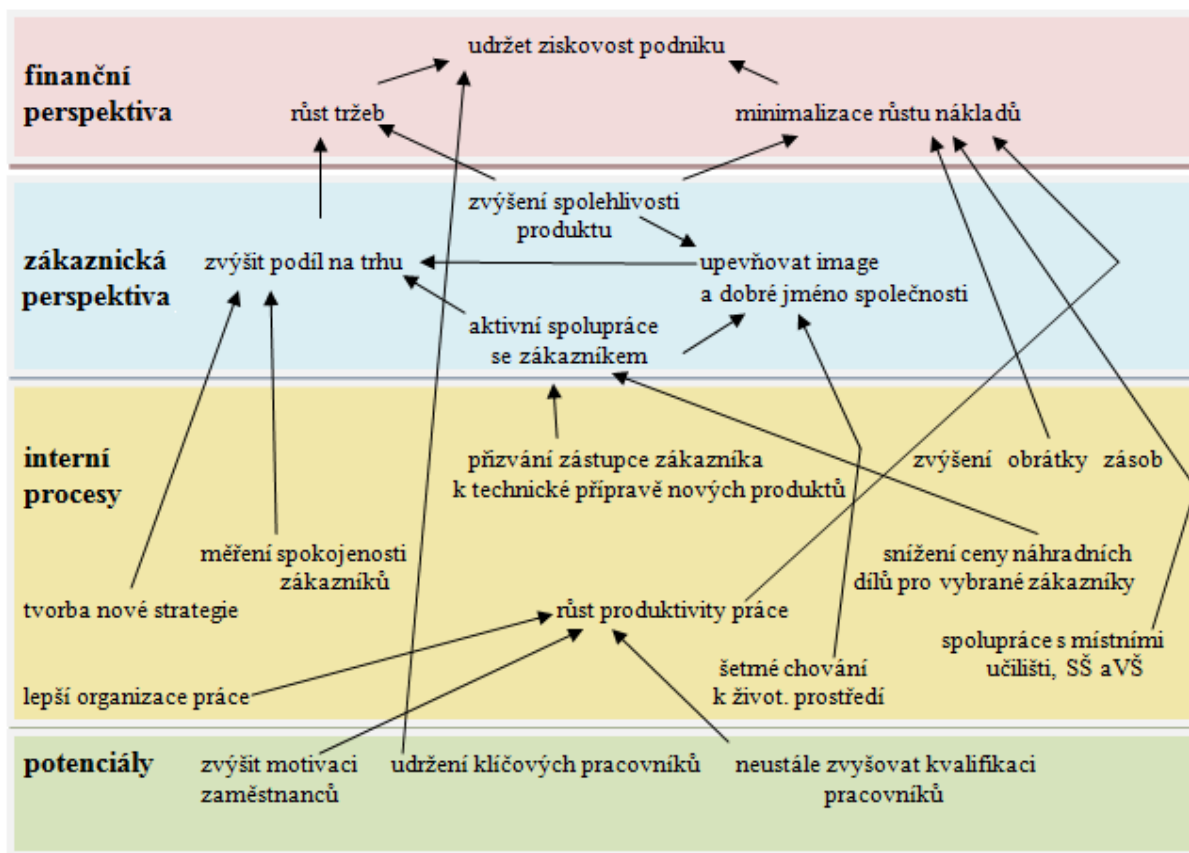 udržet ziskovost podniku
finanční
perspektiva
růst tržeb
minimalizace růstu nákladů
zvýšení spolehlivosti
produktu
zákaznická
perspektiva
zvýšit podíl na trhu
upevňovat image
a dobré jméno společnosti
aktivní spolupráce
se zákazníkem
interní
procesy
přizvání zástupce zákazníka
k technické přípravě nových produktů
zvýšení obrátky zásob
měření spokojenosti
zákazníků
snížení ceny náhradních
dílů pro vybrané zákazníky
tvorba nové strategie
růst produktivity práce
spolupráce s místními
učilišti, SŠ aVŠ
šetrné chování
k život. prostředí
lepší organizace práce
potenciály
zvýšit motivaci
zaměstnanců
udržení klíčových pracovníků
neustále zvyšovat kvalifikaci
pracovníků